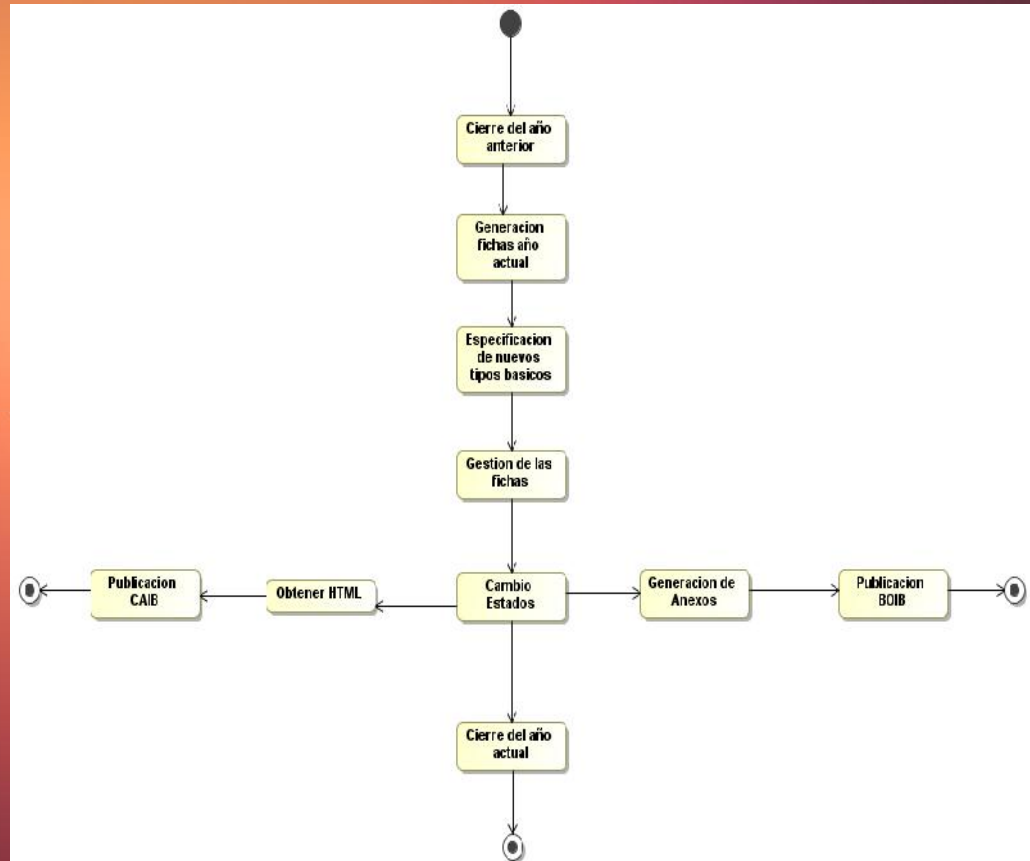 Cierre del año
anterior
Generacion
fichas año
actual
Especificacion
de nuevos
tipos basicos
Gestion de las
fichas
Publicacion
CAIB
Obtener HTML
Cambio
Estados
Generacion de
Anexos
Publicacion
BOIB
Cierre del año
actual